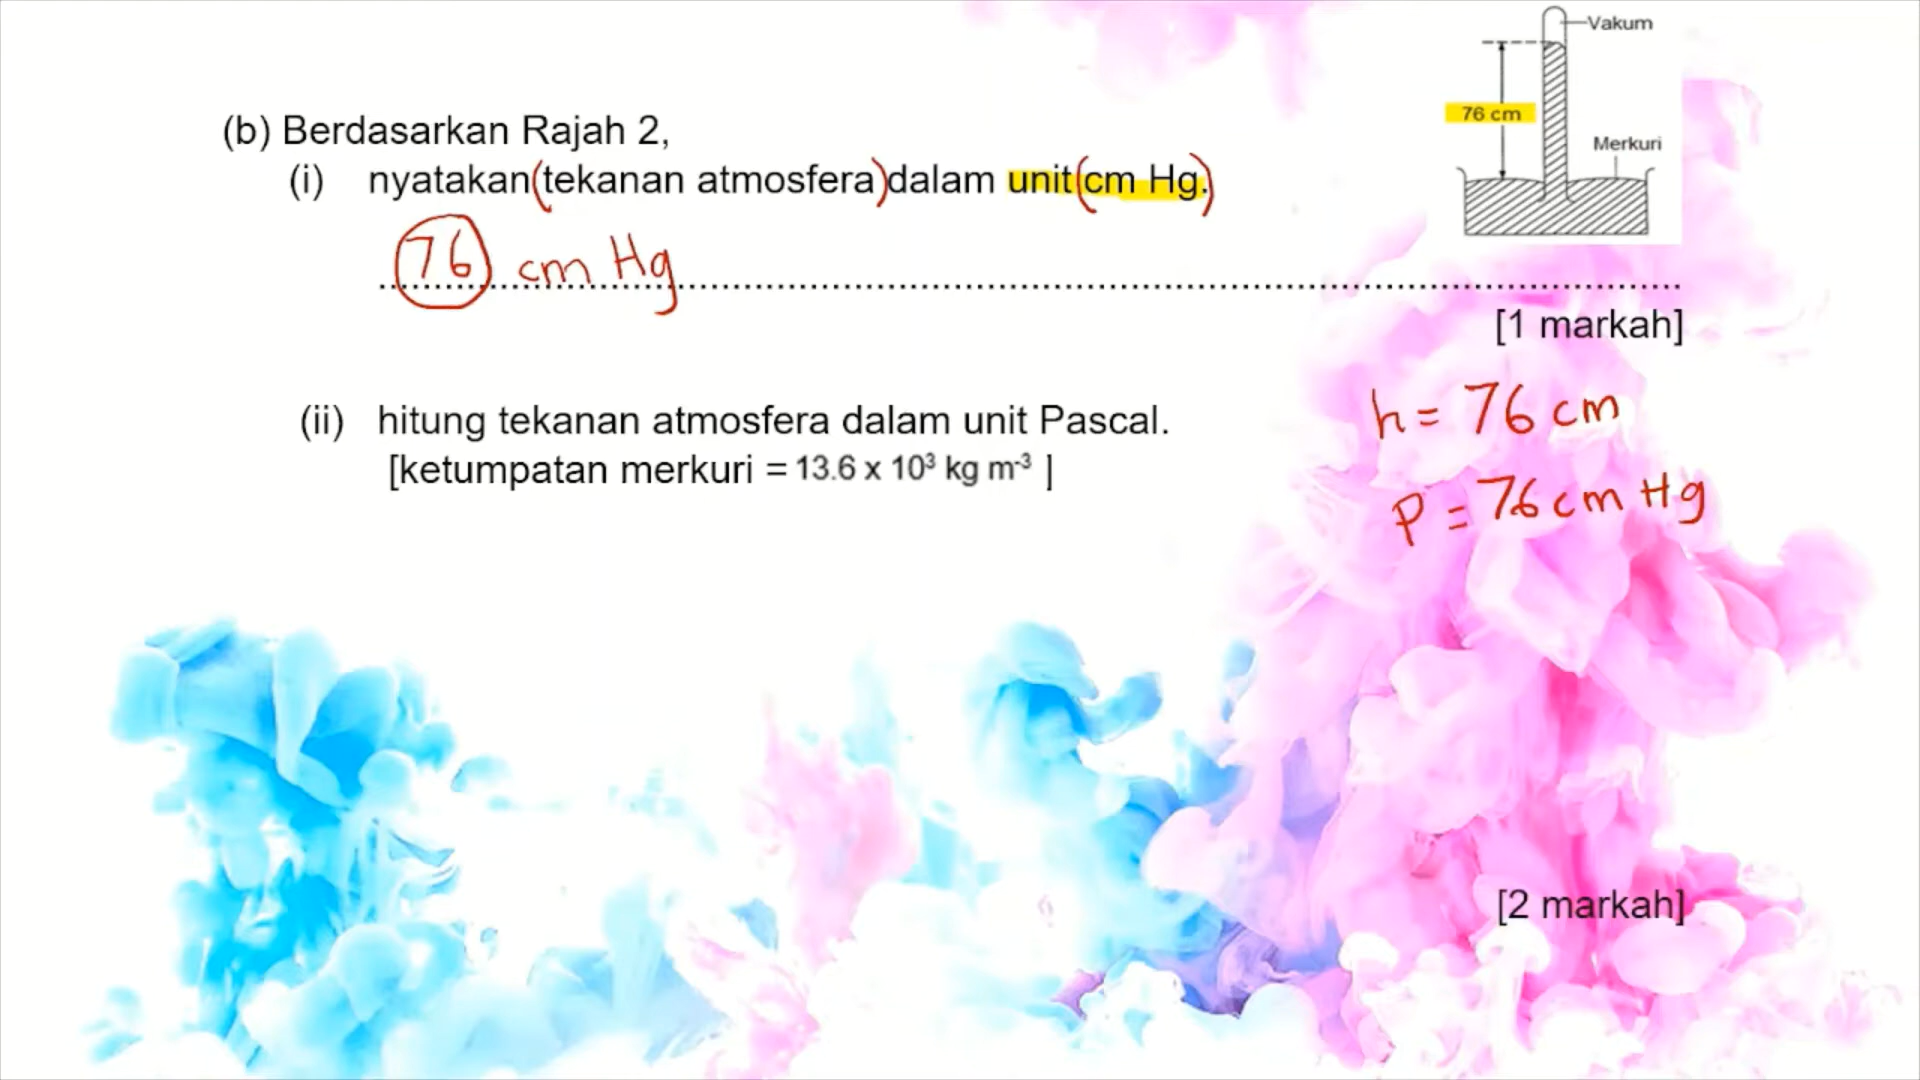 Vakum
76 cm
Merkuri
(b) Berdasarkan Rajah 2,
(i) nyatakan(tekanan atmosfera)dalam unit(cm Hg.)
76 cm Hg
[1 markah]
(ii) hitung tekanan atmosfera dalam unit Pascal.
[ketumpatan merkuri = 13.6 x 10³ kg m⁻³ ]
h = 76 cm
P = 76 cm Hg
[2 markah]